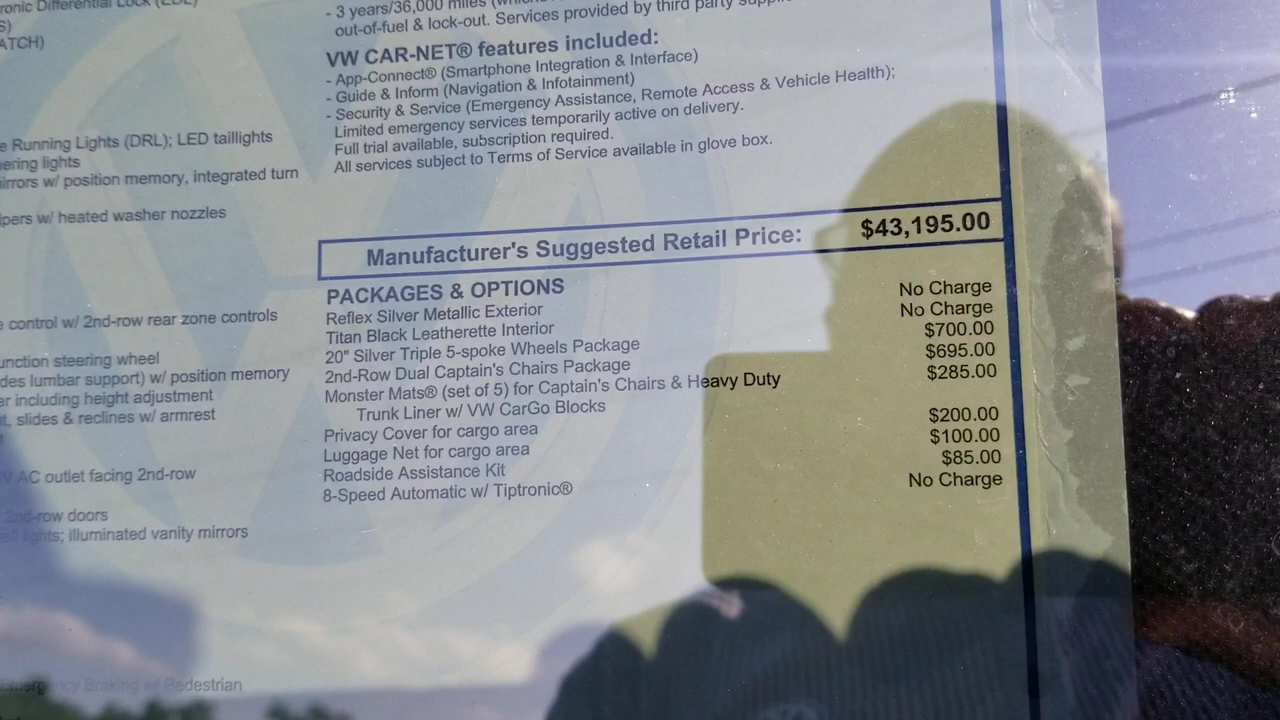 ronic Differential Lock
S)
ATCH)
e Running Lights (DRL); LED taillights
ering lights
irrors w/ position memory, integrated turn
ipers w/ heated washer nozzles
e control w/ 2nd-row rear zone controls
unction steering wheel
des lumbar support) w/ position memory
er including height adjustment
it, slides & reclines w/ armrest
AC outlet facing 2nd-row
2nd-row doors
lights; illuminated vanity mirrors
Emergency Braking w/ Pedestrian
- 3 years/36,000 miles
out-of-fuel & lock-out. Services provided by third party
VW CAR-NET® features included:
- App-Connect® (Smartphone Integration & Interface)
- Guide & Inform (Navigation & Infotainment)
- Security & Service (Emergency Assistance, Remote Access & Vehicle Health);
Limited emergency services temporarily active on delivery.
Full trial available, subscription required.
All services subject to Terms of Service available in glove box.
Manufacturer's Suggested Retail Price: $43,195.00
PACKAGES & OPTIONS
Reflex Silver Metallic Exterior No Charge
Titan Black Leatherette Interior No Charge
20" Silver Triple 5-spoke Wheels Package $700.00
2nd-Row Dual Captain's Chairs Package $695.00
Monster Mats® (set of 5) for Captain's Chairs & Heavy Duty $285.00
Trunk Liner w/ VW CarGo Blocks
Privacy Cover for cargo area $200.00
Luggage Net for cargo area $100.00
Roadside Assistance Kit $85.00
8-Speed Automatic w/ Tiptronic® No Charge